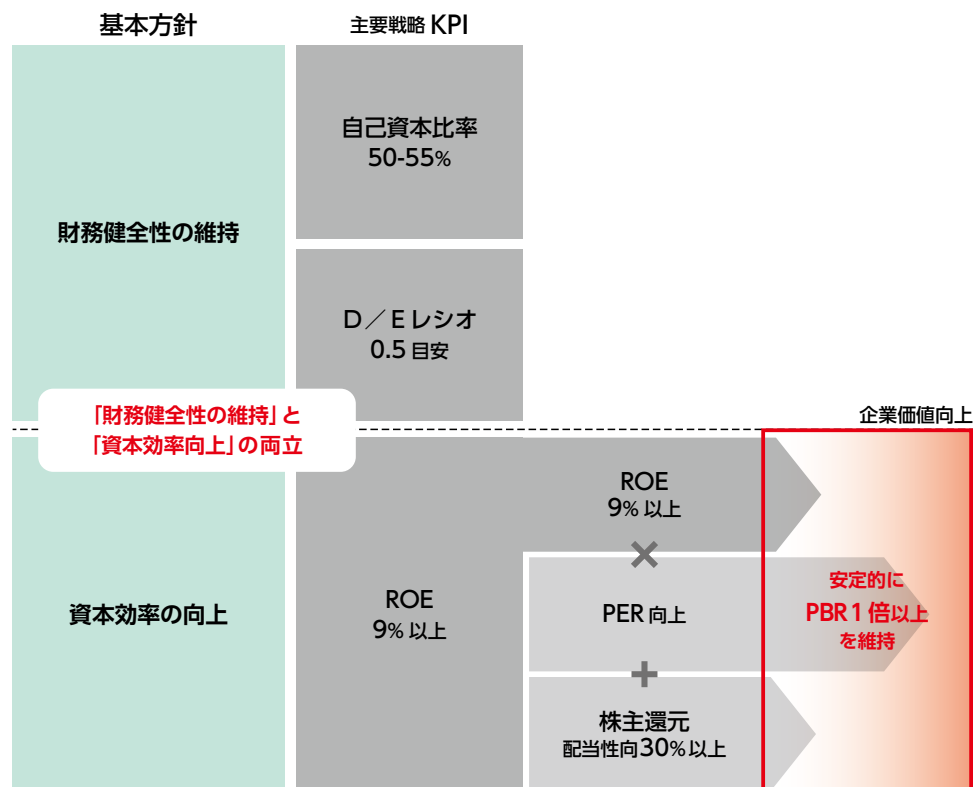 基本方針
主要戦略 KPI
自己資本比率
50-55%
財務健全性の維持
D／Eレシオ
0.5 目安
「財務健全性の維持」と
「資本効率向上」の両立
企業価値向上
ROE
9% 以上
×
資本効率の向上
ROE
9% 以上
PER 向上
安定的に
PBR 1 倍以上
を維持
+
株主還元
配当性向30%以上